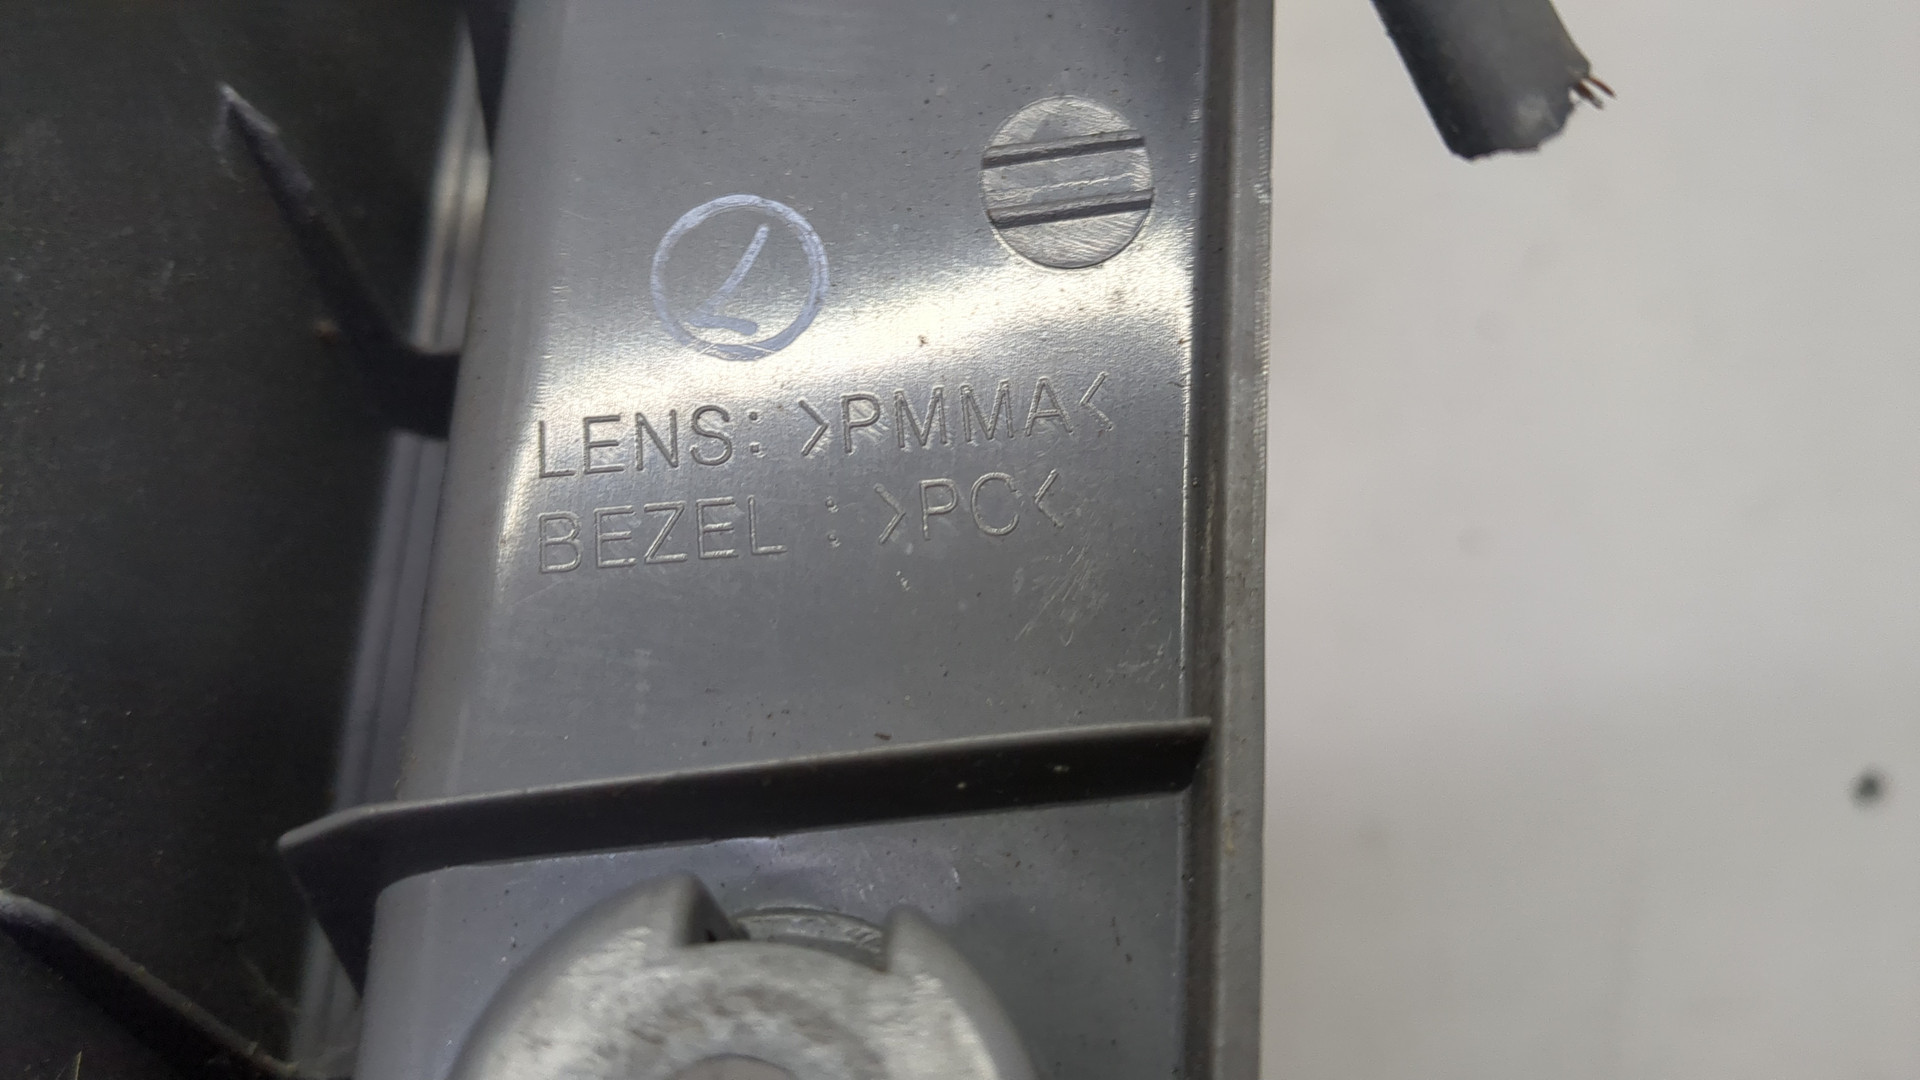 LENS: >PMMA<
BEZEL : >PC<